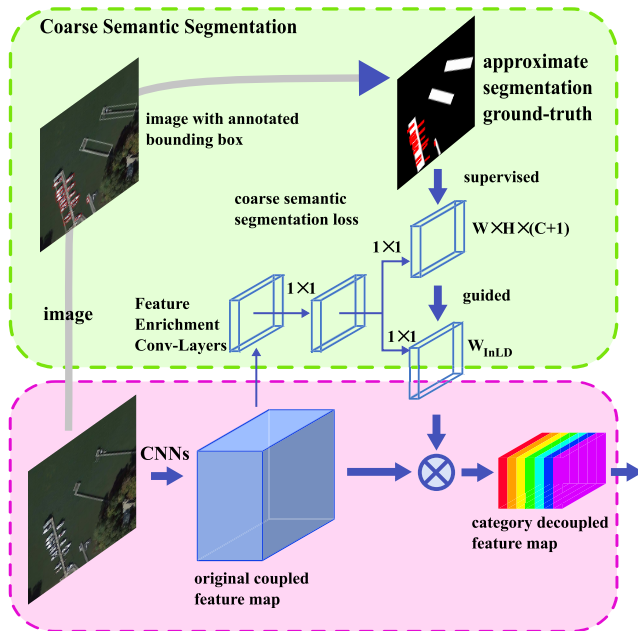 Coarse Semantic Segmentation
approximate
segmentation
ground-truth
image with annotated
bounding box
supervised
coarse semantic
segmentation loss
W×H×(C+1)
1×1
1×1
guided
image
Feature
Enrichment
Conv-Layers
1×1
W_InLD
CNNs
category decoupled
feature map
original coupled
feature map